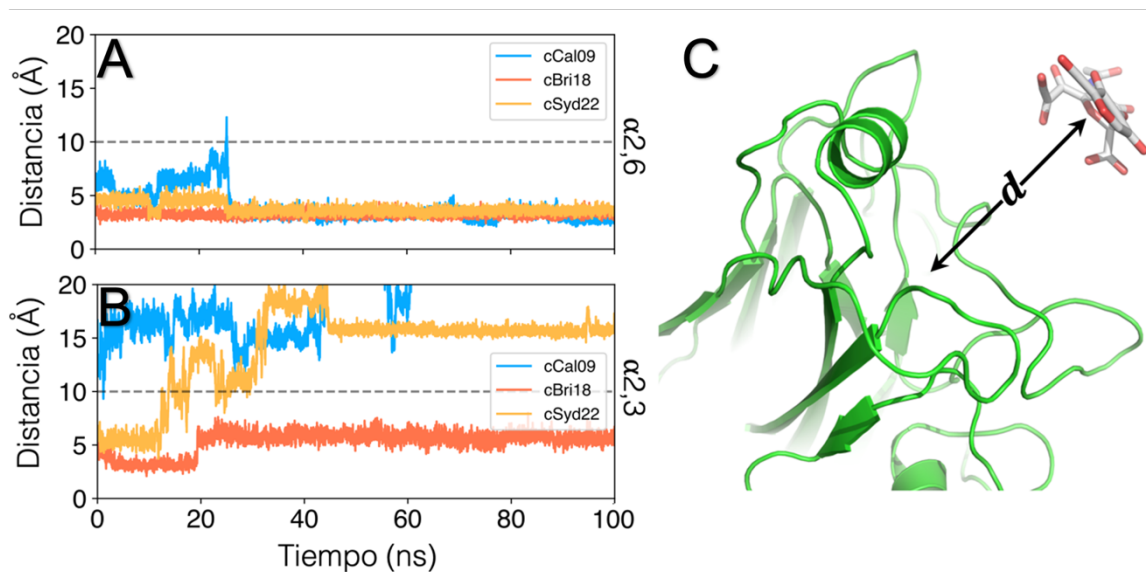 A
20
15
10
5
0
Distancia (Å)
cCal09
cBri18
cSyd22
α2,6
B
20
15
10
5
0
Distancia (Å)
cCal09
cBri18
cSyd22
α2,3
0
20
40
60
80
100
Tiempo (ns)
C
d